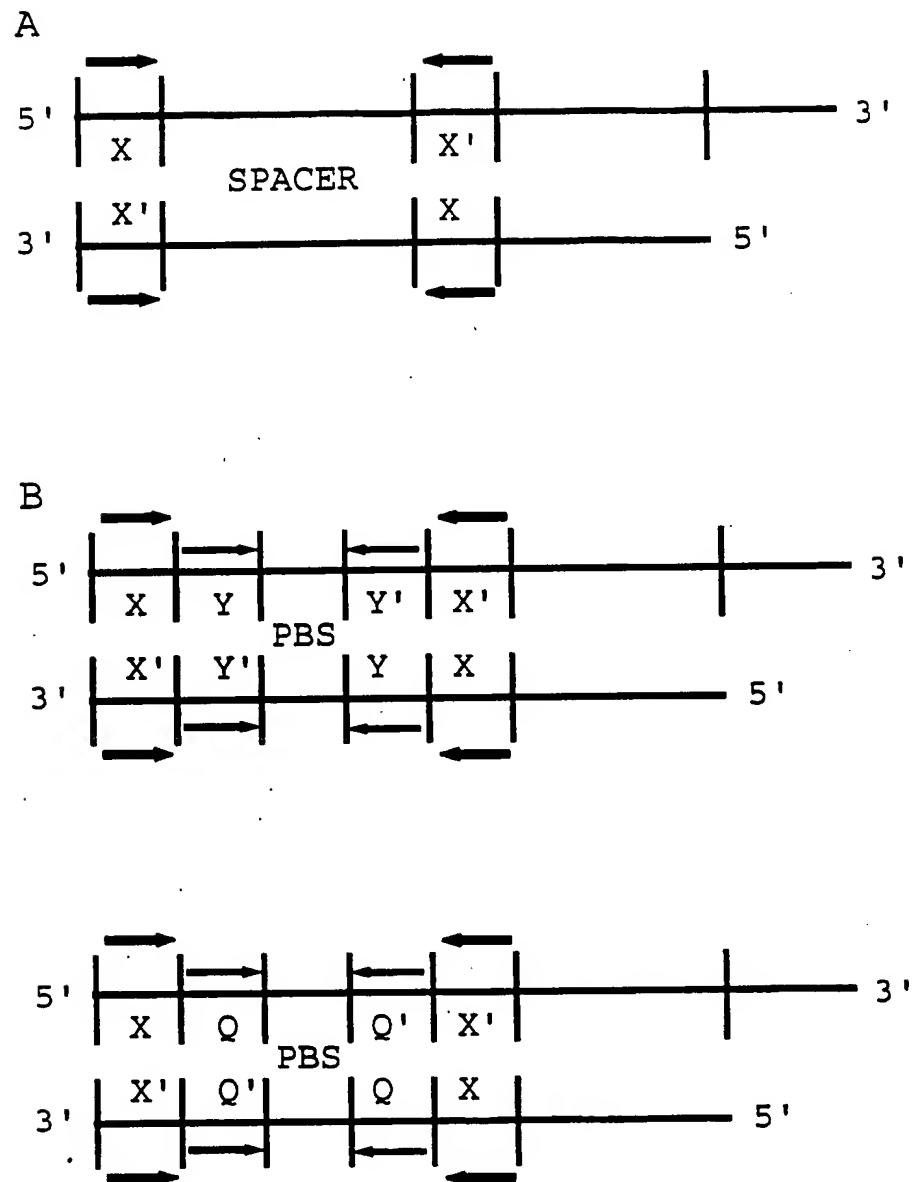 A
5' 3'
X X'
SPACER
X' X
3' 5'
B
5' 3'
X Y Y' X'
PBS
X' Y' Y X
3' 5'
5' 3'
X Q Q' X'
PBS
X' Q' Q X
3' 5'